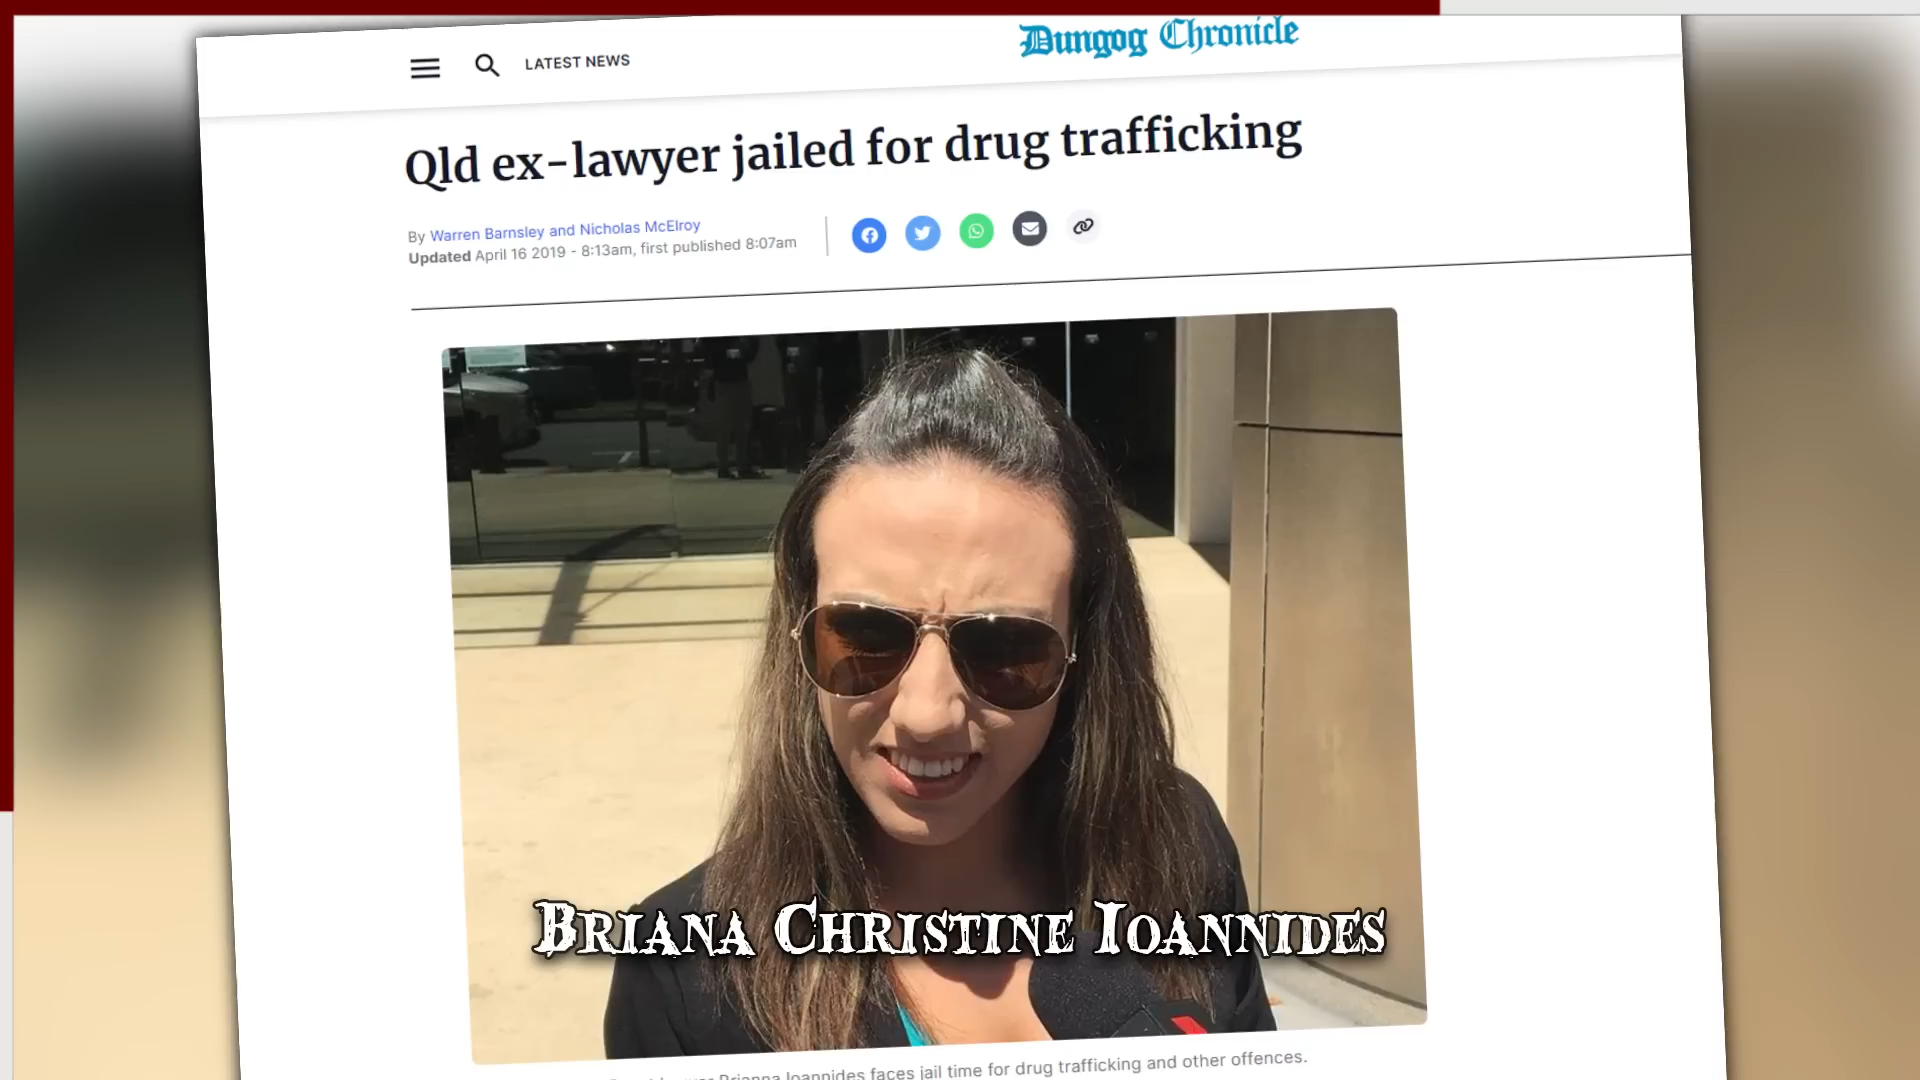 Dungog Chronicle
LATEST NEWS
Qld ex-lawyer jailed for drug trafficking
By Warren Barnsley and Nicholas McElroy
Updated April 16 2019 - 8:13am, first published 8:07am
BRIANA CHRISTINE IOANNIDES
Brianna Ioannides faces jail time for drug trafficking and other offences.